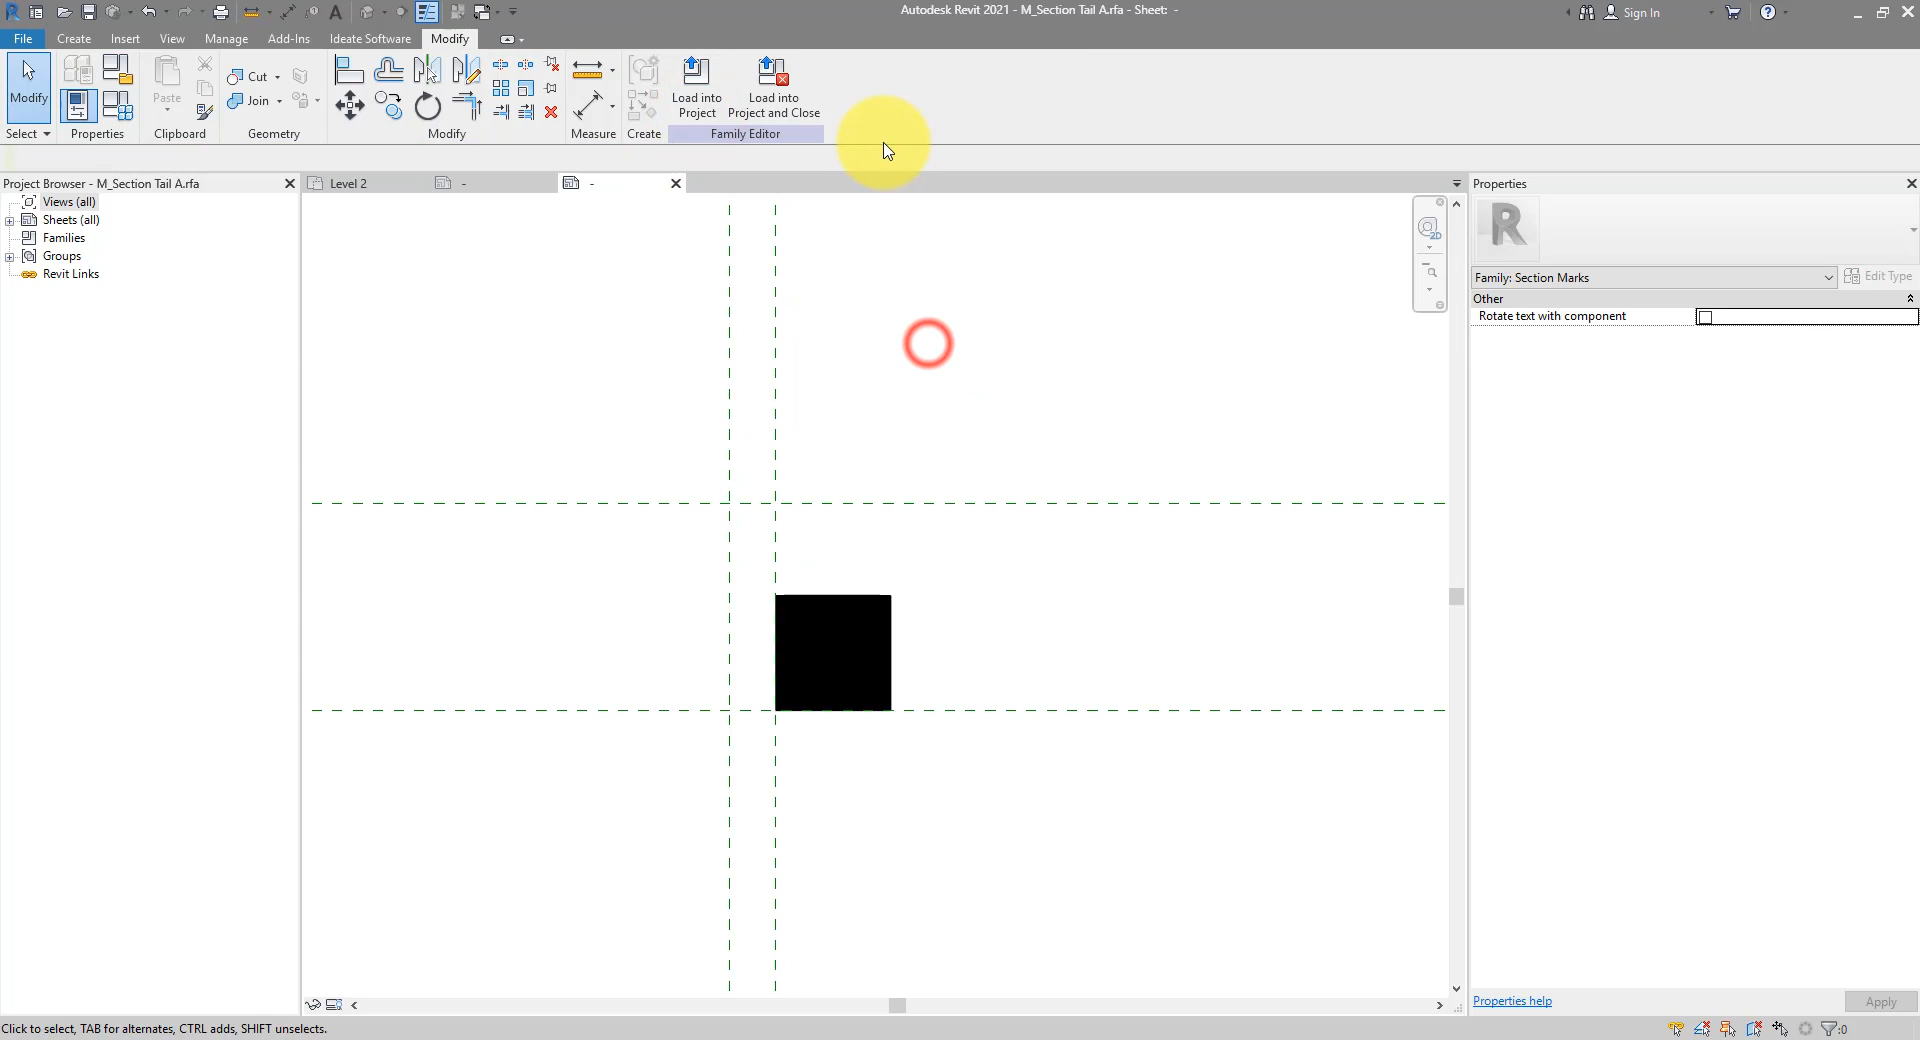 Autodesk Revit 2021 - M_Section Tail A.rfa - Sheet: -
Sign In
File Create Insert View Manage Add-Ins Ideate Software Modify
Modify
Paste
Cut
Join
Load into Project
Load into Project and Close
Select Properties Clipboard Geometry Modify Measure Create Family Editor
Project Browser - M_Section Tail A.rfa
Level 2
-
-
Properties
Views (all)
Sheets (all)
Families
Groups
Revit Links
2D
R
Family: Section Marks
Edit Type
Other
Rotate text with component
Properties help
Apply
Click to select, TAB for alternates, CTRL adds, SHIFT unselects.
:0